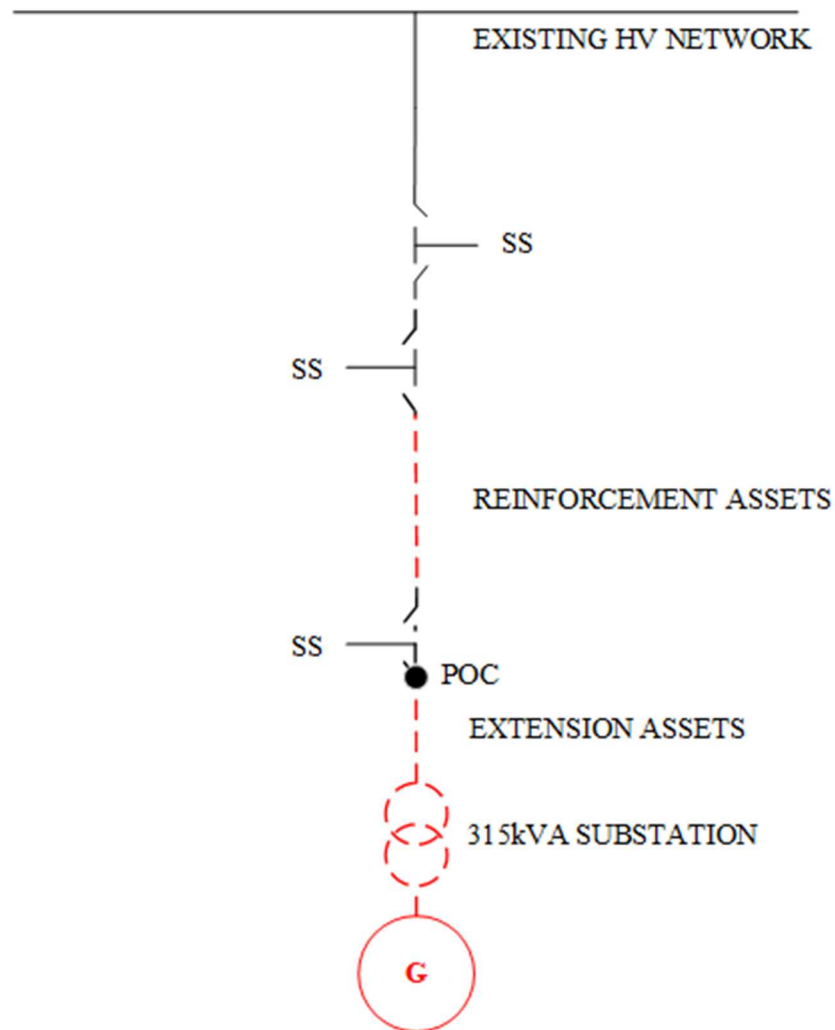 EXISTING HV NETWORK
SS
SS
REINFORCEMENT ASSETS
SS
POC
EXTENSION ASSETS
315kVA SUBSTATION
G